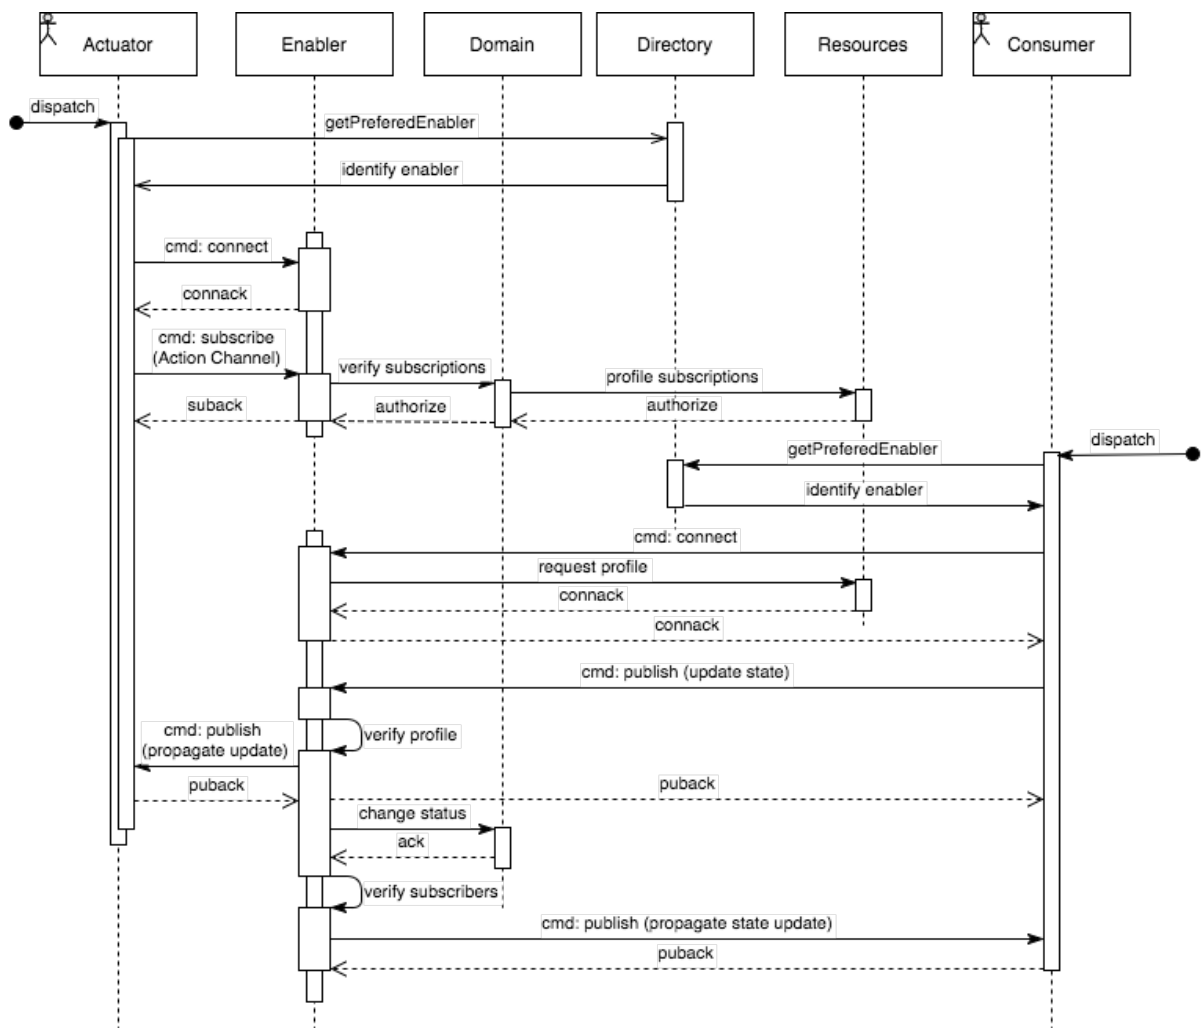 Actuator
Enabler
Domain
Directory
Resources
Consumer
dispatch
getPreferedEnabler
identify enabler
cmd: connect
connack
cmd: subscribe
(Action Channel)
verify subscriptions
profile subscriptions
suback
authorize
authorize
dispatch
getPreferedEnabler
identify enabler
cmd: connect
request profile
connack
connack
cmd: publish (update state)
verify profile
cmd: publish
(propagate update)
puback
puback
change status
ack
verify subscribers
cmd: publish (propagate state update)
puback